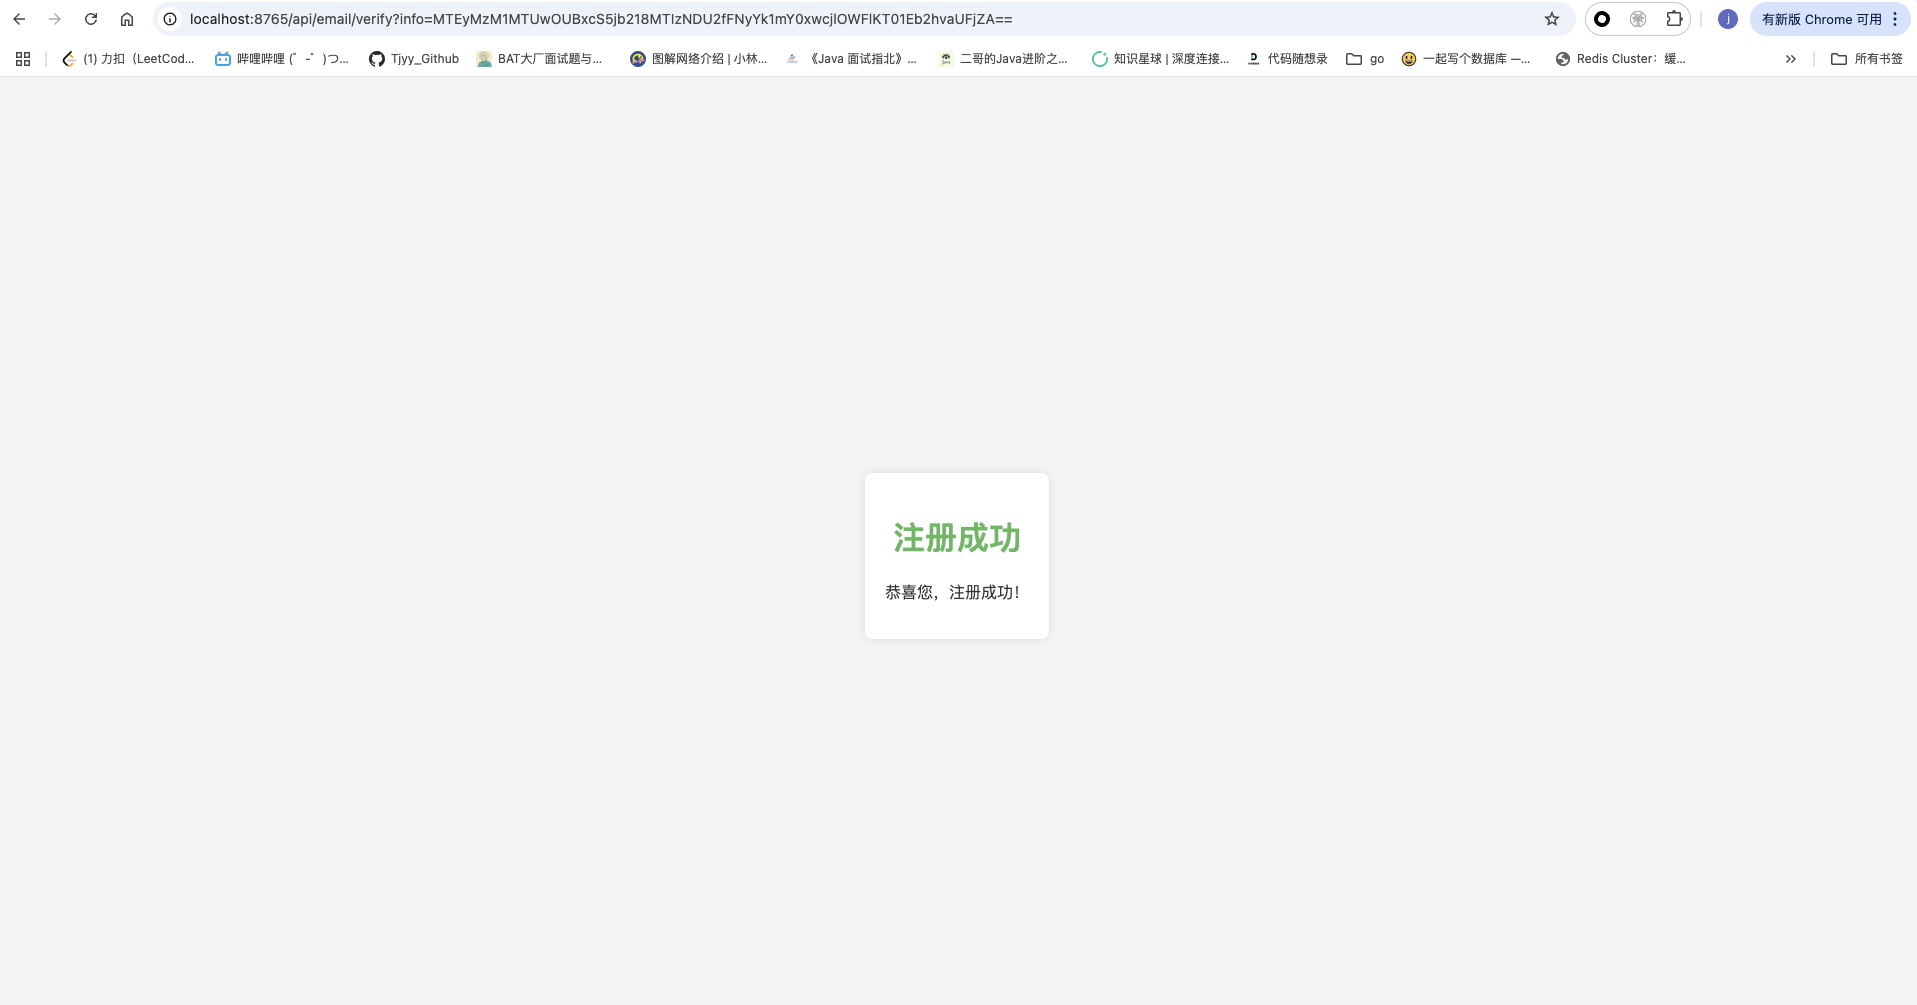 localhost:8765/api/email/verify?info=MTEyMzM1MTUwOUBxcS5jb218MTIzNDU2fFNyYk1mY0xwcjlOWFlKT01Eb2hvaUFjZA==
j
有新版 Chrome 可用
(1) 力扣（LeetCod...
哔哩哔哩 (゜-゜)つ...
Tjyy_Github
BAT大厂面试题与...
图解网络介绍 | 小林...
《Java 面试指北》...
二哥的Java进阶之...
知识星球 | 深度连接...
代码随想录
go
一起写个数据库 —...
Redis Cluster：缓...
所有书签
注册成功
恭喜您，注册成功！